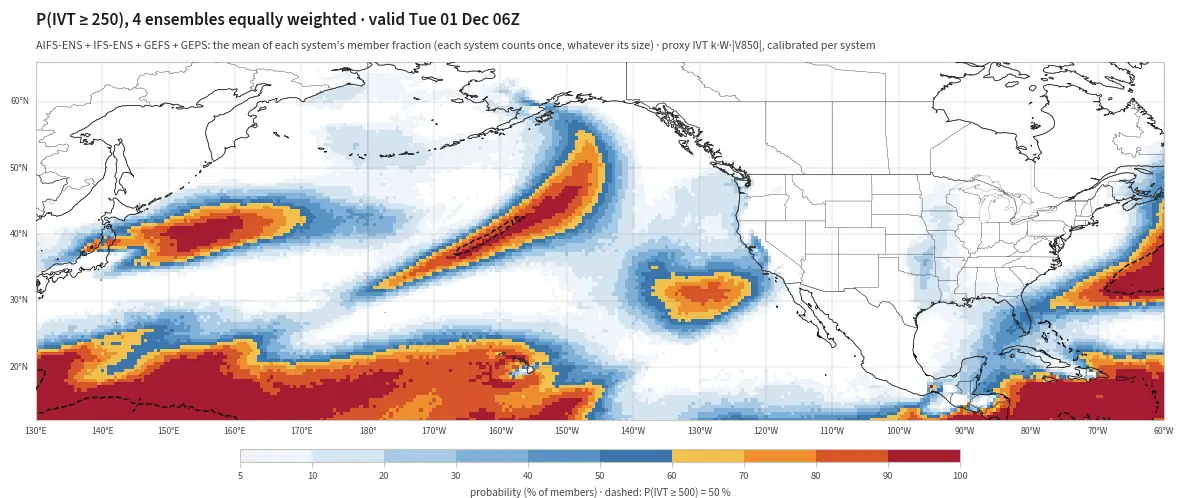 P(IVT ≥ 250), 4 ensembles equally weighted · valid Tue 01 Dec 06Z
AIFS-ENS + IFS-ENS + GEFS + GEPS: the mean of each system's member fraction (each system counts once, whatever its size) · proxy IVT k·W·|V850|, calibrated per system
60°N
50°N
40°N
30°N
20°N
130°E 140°E 150°E 160°E 170°E 180° 170°W 160°W 150°W 140°W 130°W 120°W 110°W 100°W 90°W 80°W 70°W 60°W
5 10 20 30 40 50 60 70 80 90 100
probability (% of members) · dashed: P(IVT ≥ 500) = 50 %